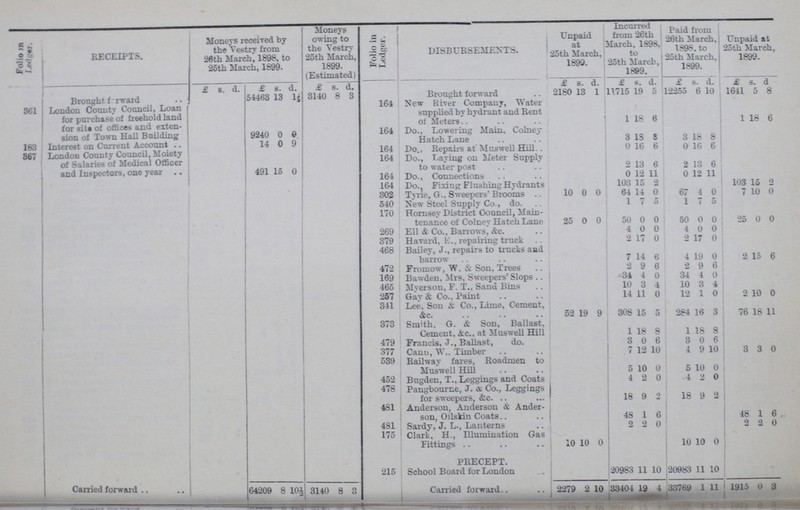 Folio in Ledger.
RECEIPTS.
Moneys received by the Vestry from 26th March, 1898, to 25th March, 1899.
Moneys owing to the Vestry 25th March, 1899. (Estimated)
Folio in Ledger.
DISBURSEMENTS.
Unpaid at 25th March, 1899.
Incurred from 26th March, 1898, to 25th March, 1899.
Paid from 26th March, 1898, to 25th March, 1899.
Unpaid at 25th March, 1899.
£ s. d. £ s. d. £ s. d.
Brought forward .. 54463 13 1½ 3140 8 3
361 London County Council, Loan
for purchase of freehold land
for site of offices and exten-
sion of Town Hall Building 9240 0 0
183 Interest on Current Account .. 14 0 9
367 London County Council, Moiety
of Salaries of Medical Officer
and Inspectors, one year .. 491 15 0
Carried forward .. .. 64209 8 10½ 3140 8 3
£ s. d. £ s. d. £ s. d. £ s. d
Brought forward 2180 13 1 11715 19 5 12255 6 10 1641 5 8
164 New River Company, Water
supplied by hydrant and Rent
of Meters.. .. .. 1 18 6 1 18 6
164 Do., Lowering Main, Colney
Hatch Lane .. .. 3 18 8 3 18 8
164 Do., Repairs at Muswell Hill.. 0 16 6 0 16 6
164 Do., Laying on Meter Supply
to water post .. .. 2 13 6 2 13 6
164 Do., Connections .. .. 0 12 11 0 12 11
164 Do., Fixing Flushing Hydrants 103 15 2 103 15 2
302 Tyrie, G., Sweepers' Brooms .. 10 0 0 64 14 0 67 4 0 7 10 0
540 New Steel Supply Co., do. .. 1 7 5 1 7 5
170 Hornsey District Council, Main-
tenance of Colney Hatch Lane 25 0 0 50 0 0 50 0 0 25 0 0
269 Ell & Co., Barrows, &c. .. 4 0 0 4 0 0
379 Havard, E., repairing truck .. 2 17 0 2 17 0
468 Bailey, J., repairs to trucks and
barrow .. .. .. 7 14 6 4 19 0 2 15 6
472 Fromow, W. & Son, Trees .. 2 9 6 2 9 6
169 Bawden, Mrs, Sweepers' Slops .. 34 4 0 34 4 0
465 Myerson, F. T., Sand Bins .. 10 3 4 10 3 4
257 Gay & Co., Paint .. .. 14 11 0 12 1 0 2 10 0
341 Lee, Son & Co., Lime, Cement,
&c. .. .. .. .. 52 19 9 308 15 5 284 16 3 76 18 11
373 Smith, G. & Son, Ballast,
Cement, &c., at Muswell Hill 1 18 8 1 18 8
479 Francis, J., Ballast, do. 3 0 6 3 0 6
377 Cann, W.. Timber .. .. 7 12 10 4 9 10 3 3 0
539 Railway fares, Roadmen to
Muswell Hill .. .. 5 10 0 5 10 0
452 Bugden, T., Leggings and Coats 4 2 0 4 2 0
478 Pangbourne, J. & Co., Leggings
for sweepers, &c. .. ... 18 9 2 18 9 2
481 Anderson, Anderson & Ander-
son, Oilskin Coats.. .. 48 1 6 48 1 6
481 Sardy, J. L., Lanterns .. 2 2 0 2 2 0
175 Clark, H., Illumination Gas
Fittings .. .. .. 10 10 0 10 10 0
PRECEPT.
215 School Board for London .. 20983 11 10 20983 11 10
Carried forward.. .. 2279 2 10 33404 19 4 33769 1 11 1915 0 3